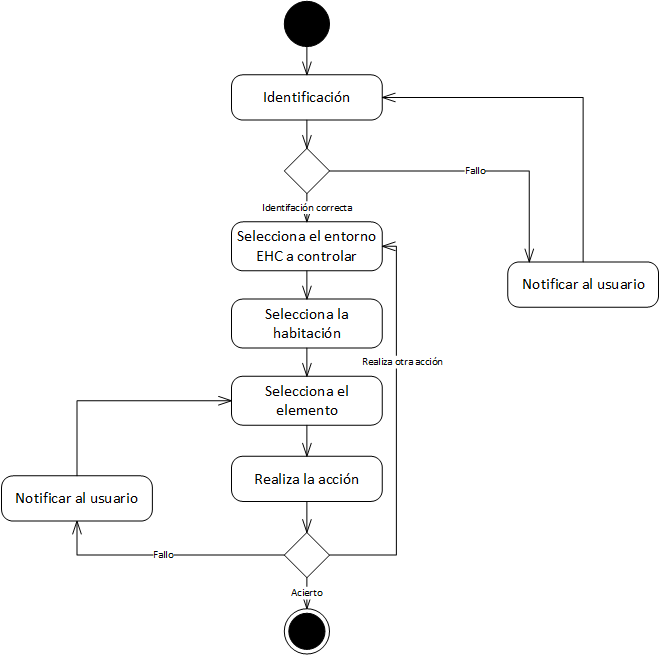 Identificación
Fallo
Identifación correcta
Selecciona el entorno
EHC a controlar
Notificar al usuario
Selecciona la
habitación
Realiza otra acción
Selecciona el
elemento
Realiza la acción
Notificar al usuario
Fallo
Acierto